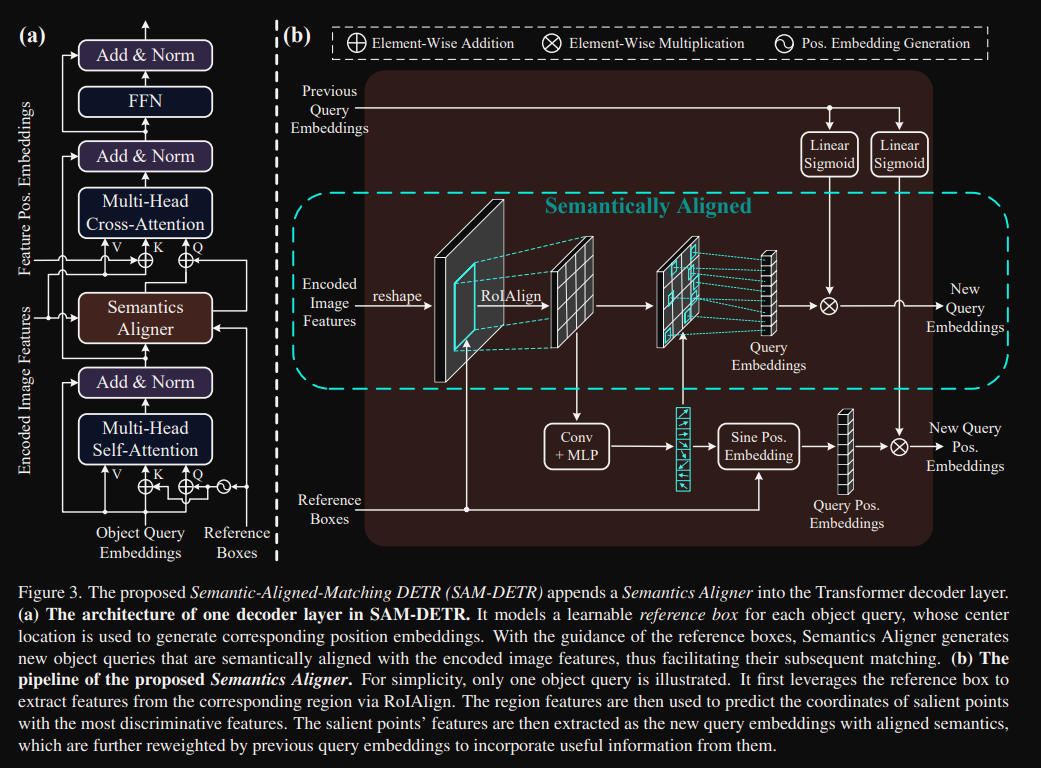 (a)
Add & Norm
FFN
Add & Norm
Multi-Head
Cross-Attention
V
K
Q
Semantics
Aligner
Add & Norm
Multi-Head
Self-Attention
V
K
Q
Object Query
Embeddings
Reference
Boxes
Feature Pos. Embeddings
Encoded Image Features
(b)
Element-Wise Addition
Element-Wise Multiplication
Pos. Embedding Generation
Previous
Query
Embeddings
Linear
Sigmoid
Linear
Sigmoid
Semantically Aligned
Encoded
Image
Features
reshape
RoIAlign
Query
Embeddings
New
Query
Embeddings
Conv
+ MLP
Sine Pos.
Embedding
Query Pos.
Embeddings
New Query
Pos.
Embeddings
Reference
Boxes
Figure 3. The proposed Semantic-Aligned-Matching DETR (SAM-DETR) appends a Semantics Aligner into the Transformer decoder layer.
(a) The architecture of one decoder layer in SAM-DETR. It models a learnable reference box for each object query, whose center
location is used to generate corresponding position embeddings. With the guidance of the reference boxes, Semantics Aligner generates
new object queries that are semantically aligned with the encoded image features, thus facilitating their subsequent matching. (b) The
pipeline of the proposed Semantics Aligner. For simplicity, only one object query is illustrated. It first leverages the reference box to
extract features from the corresponding region via RoIAlign. The region features are then used to predict the coordinates of salient points
with the most discriminative features. The salient points' features are then extracted as the new query embeddings with aligned semantics,
which are further reweighted by previous query embeddings to incorporate useful information from them.